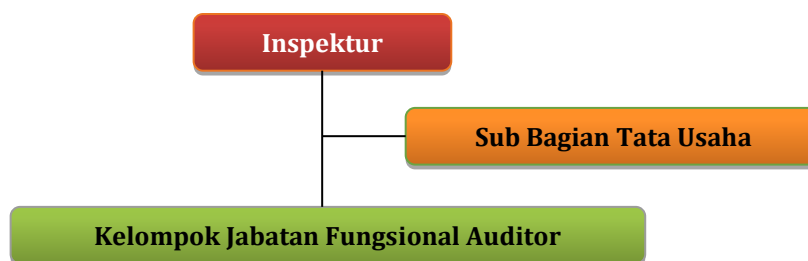 Inspektur
Sub Bagian Tata Usaha
Kelompok Jabatan Fungsional Auditor